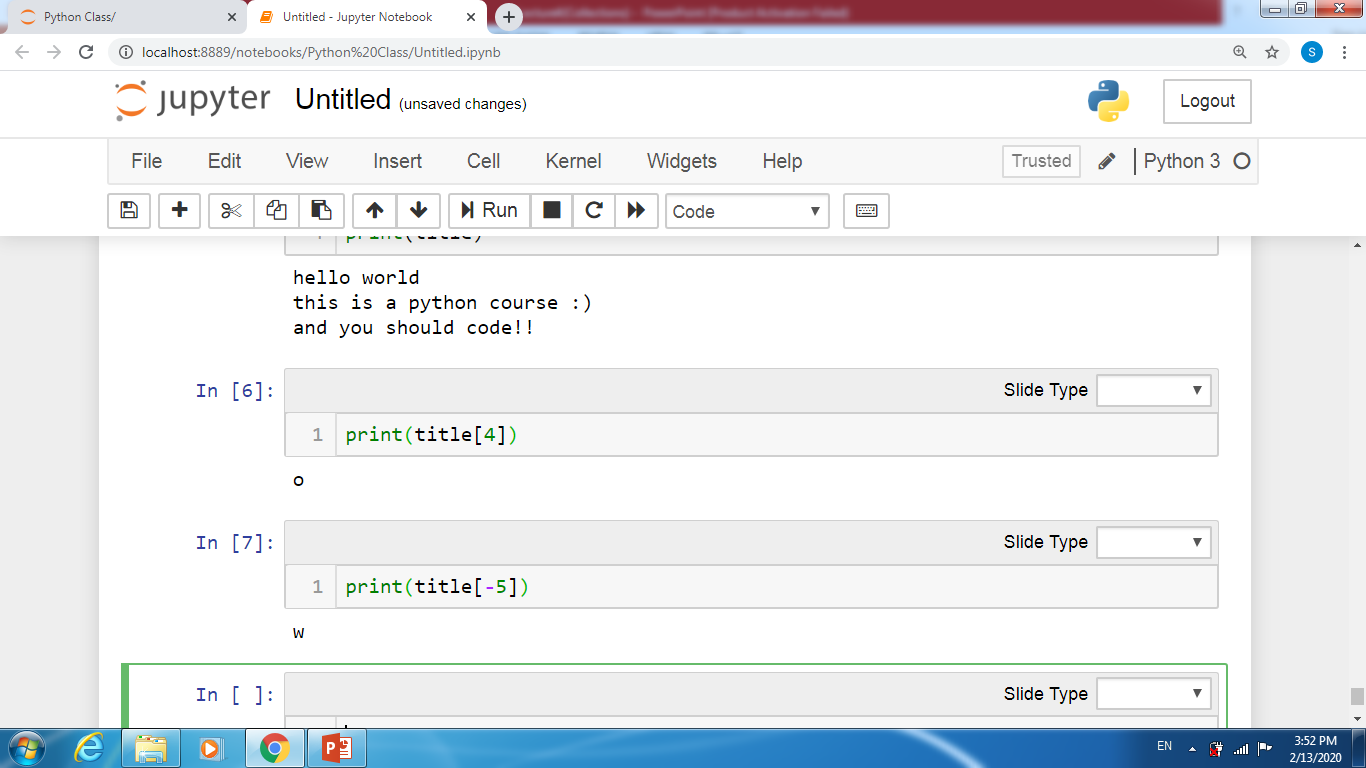 Python Class/
Untitled - Jupyter Notebook
localhost:8889/notebooks/Python%20Class/Untitled.ipynb
S
jupyter Untitled (unsaved changes)
Logout
File Edit View Insert Cell Kernel Widgets Help
Trusted
Python 3
Run
Code
print(title)
hello world
this is a python course :)
and you should code!!
In [6]:
Slide Type
1 print(title[4])
o
In [7]:
Slide Type
1 print(title[-5])
w
In [ ]:
Slide Type
EN
3:52 PM
2/13/2020